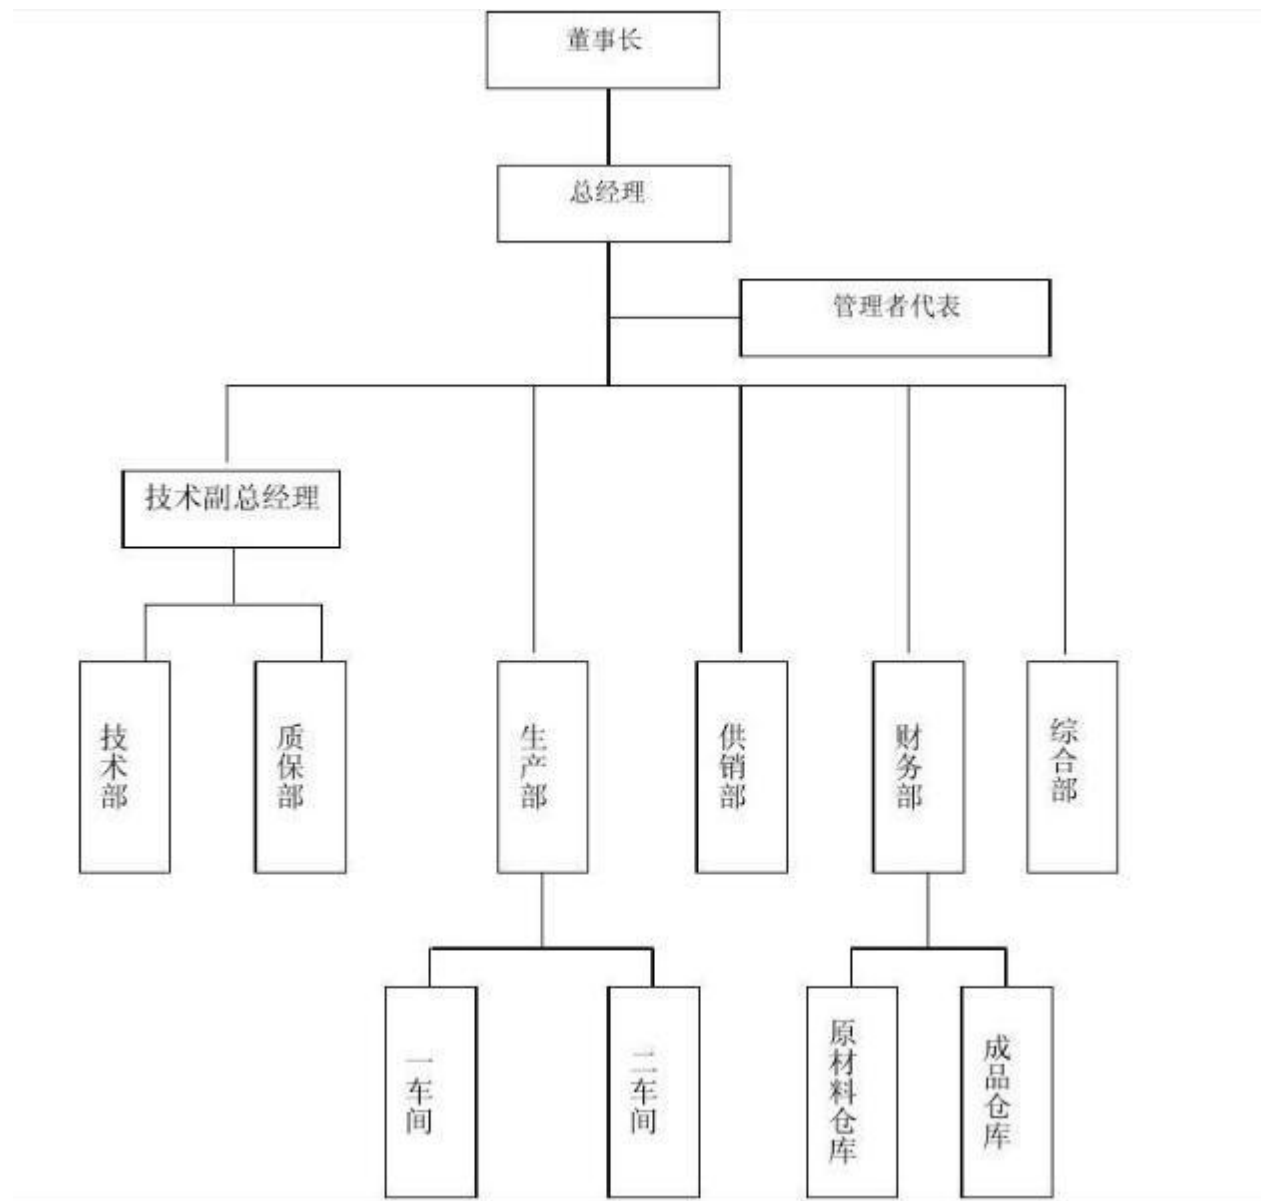 董事长
总经理
管理者代表
技术副总经理
技术部
质保部
生产部
供销部
财务部
综合部
一车间
二车间
原材料仓库
成品仓库